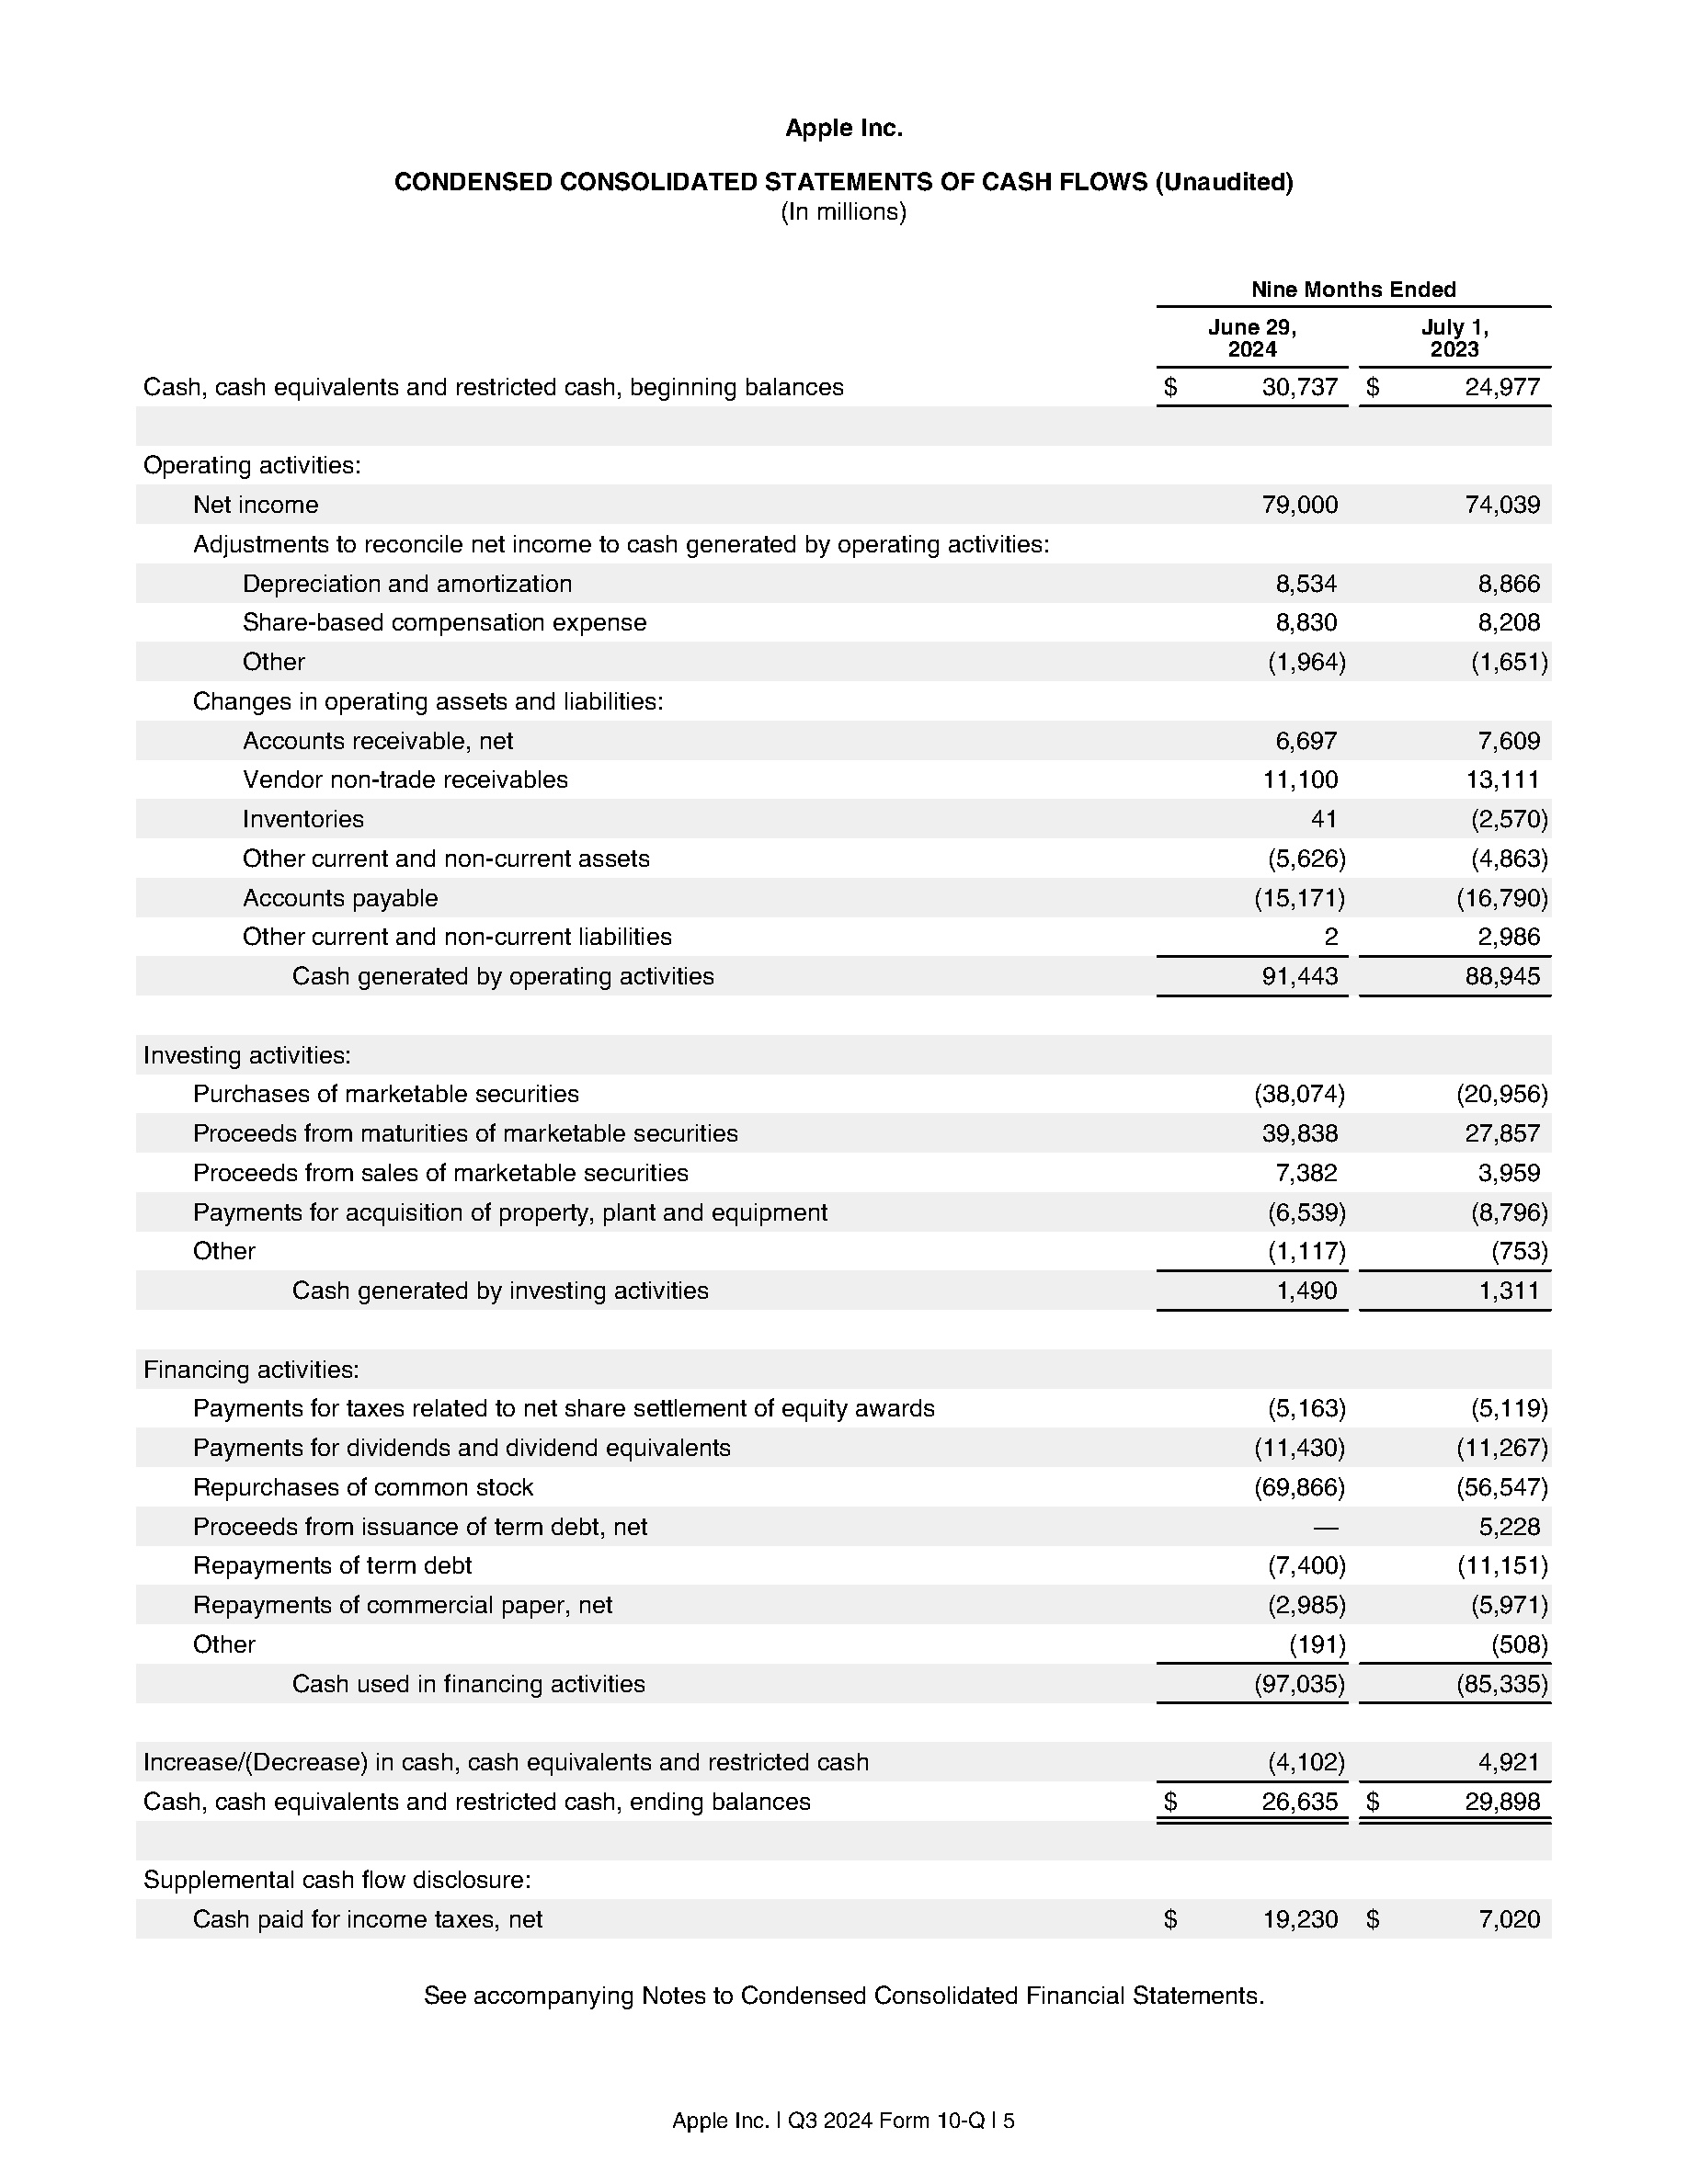 Apple Inc.
CONDENSED CONSOLIDATED STATEMENTS OF CASH FLOWS (Unaudited)
(In millions)
Nine Months Ended
June 29, 2024 July 1, 2023
Cash, cash equivalents and restricted cash, beginning balances $ 30,737 $ 24,977
Operating activities:
Net income 79,000 74,039
Adjustments to reconcile net income to cash generated by operating activities:
Depreciation and amortization 8,534 8,866
Share-based compensation expense 8,830 8,208
Other (1,964) (1,651)
Changes in operating assets and liabilities:
Accounts receivable, net 6,697 7,609
Vendor non-trade receivables 11,100 13,111
Inventories 41 (2,570)
Other current and non-current assets (5,626) (4,863)
Accounts payable (15,171) (16,790)
Other current and non-current liabilities 2 2,986
Cash generated by operating activities 91,443 88,945
Investing activities:
Purchases of marketable securities (38,074) (20,956)
Proceeds from maturities of marketable securities 39,838 27,857
Proceeds from sales of marketable securities 7,382 3,959
Payments for acquisition of property, plant and equipment (6,539) (8,796)
Other (1,117) (753)
Cash generated by investing activities 1,490 1,311
Financing activities:
Payments for taxes related to net share settlement of equity awards (5,163) (5,119)
Payments for dividends and dividend equivalents (11,430) (11,267)
Repurchases of common stock (69,866) (56,547)
Proceeds from issuance of term debt, net — 5,228
Repayments of term debt (7,400) (11,151)
Repayments of commercial paper, net (2,985) (5,971)
Other (191) (508)
Cash used in financing activities (97,035) (85,335)
Increase/(Decrease) in cash, cash equivalents and restricted cash (4,102) 4,921
Cash, cash equivalents and restricted cash, ending balances $ 26,635 $ 29,898
Supplemental cash flow disclosure:
Cash paid for income taxes, net $ 19,230 $ 7,020
See accompanying Notes to Condensed Consolidated Financial Statements.
Apple Inc. | Q3 2024 Form 10-Q | 5